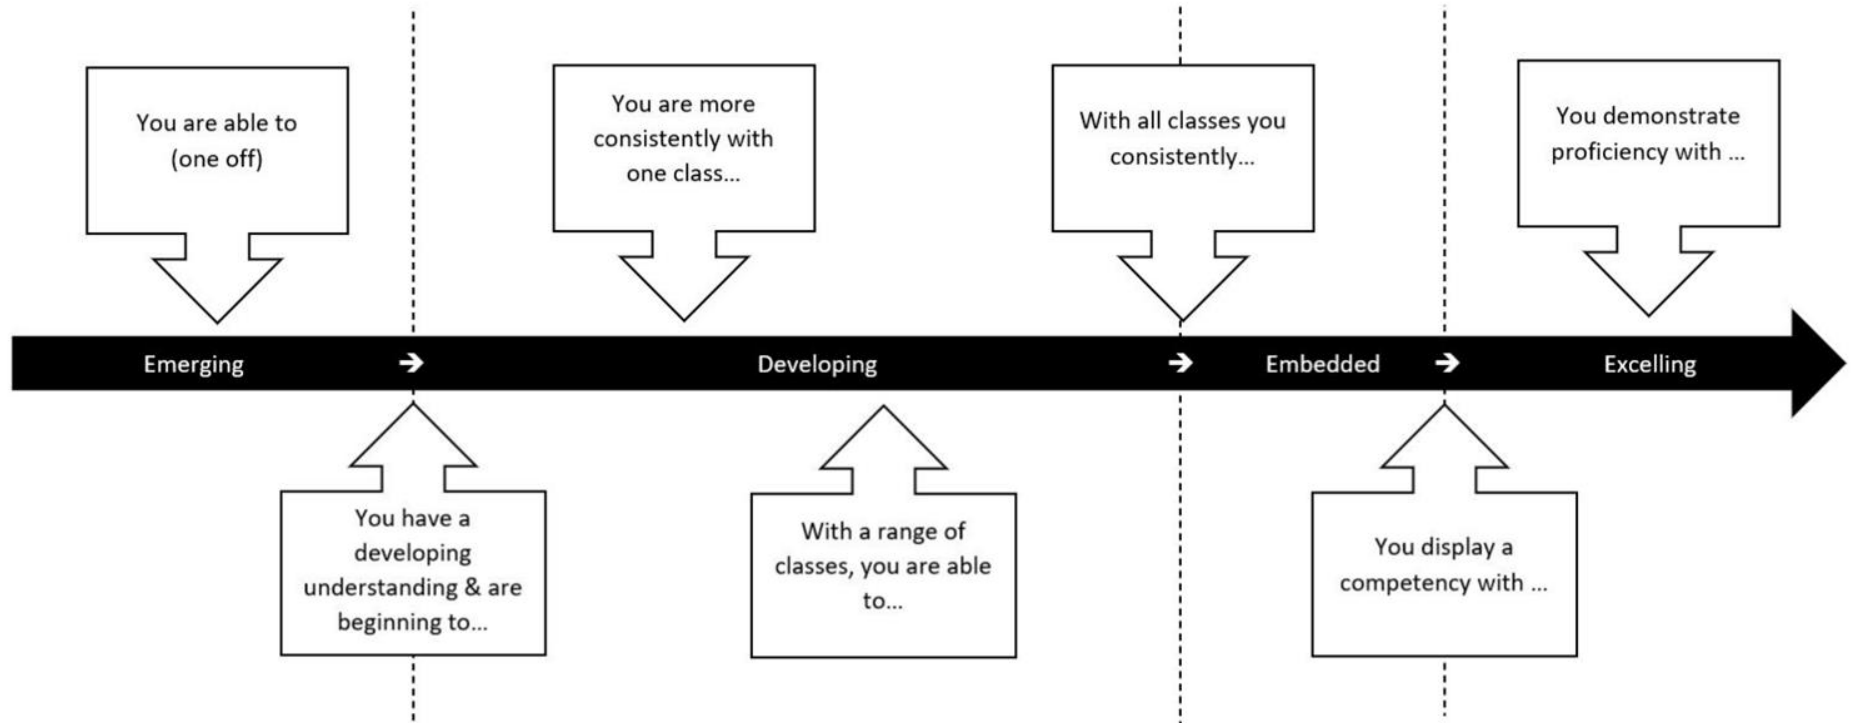 You are able to
(one off)
You are more
consistently with
one class...
With all classes you
consistently...
You demonstrate
proficiency with ...
Emerging → Developing → Embedded → Excelling
You have a
developing
understanding & are
beginning to...
With a range of
classes, you are able
to...
You display a
competency with ...